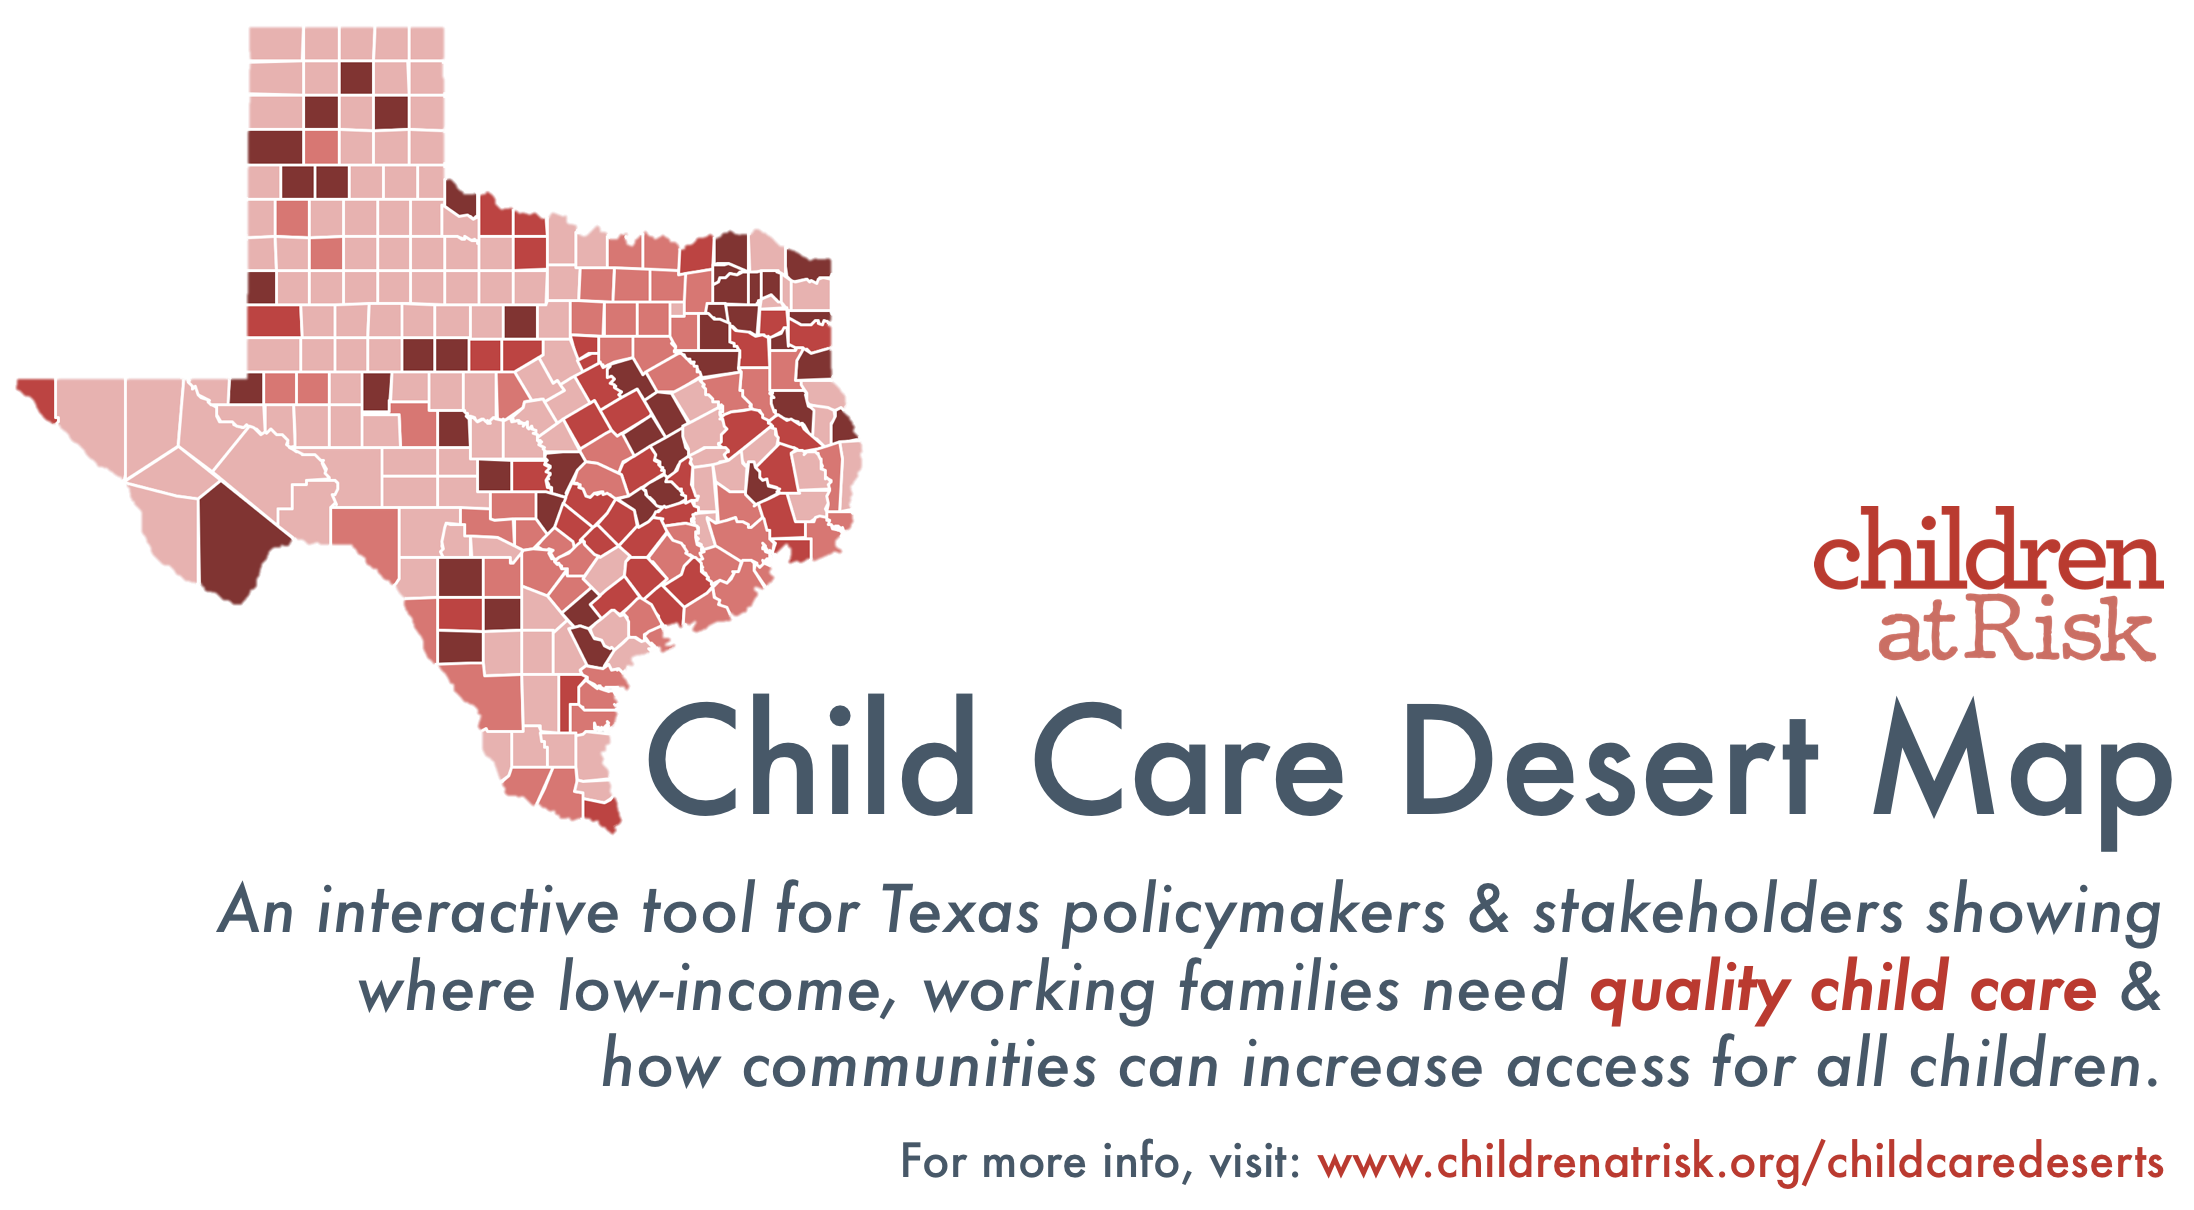 children
at Risk
Child Care Desert Map
An interactive tool for Texas policymakers & stakeholders showing
where low-income, working families need quality child care &
how communities can increase access for all children.
For more info, visit: www.childrenatrisk.org/childcaredeserts